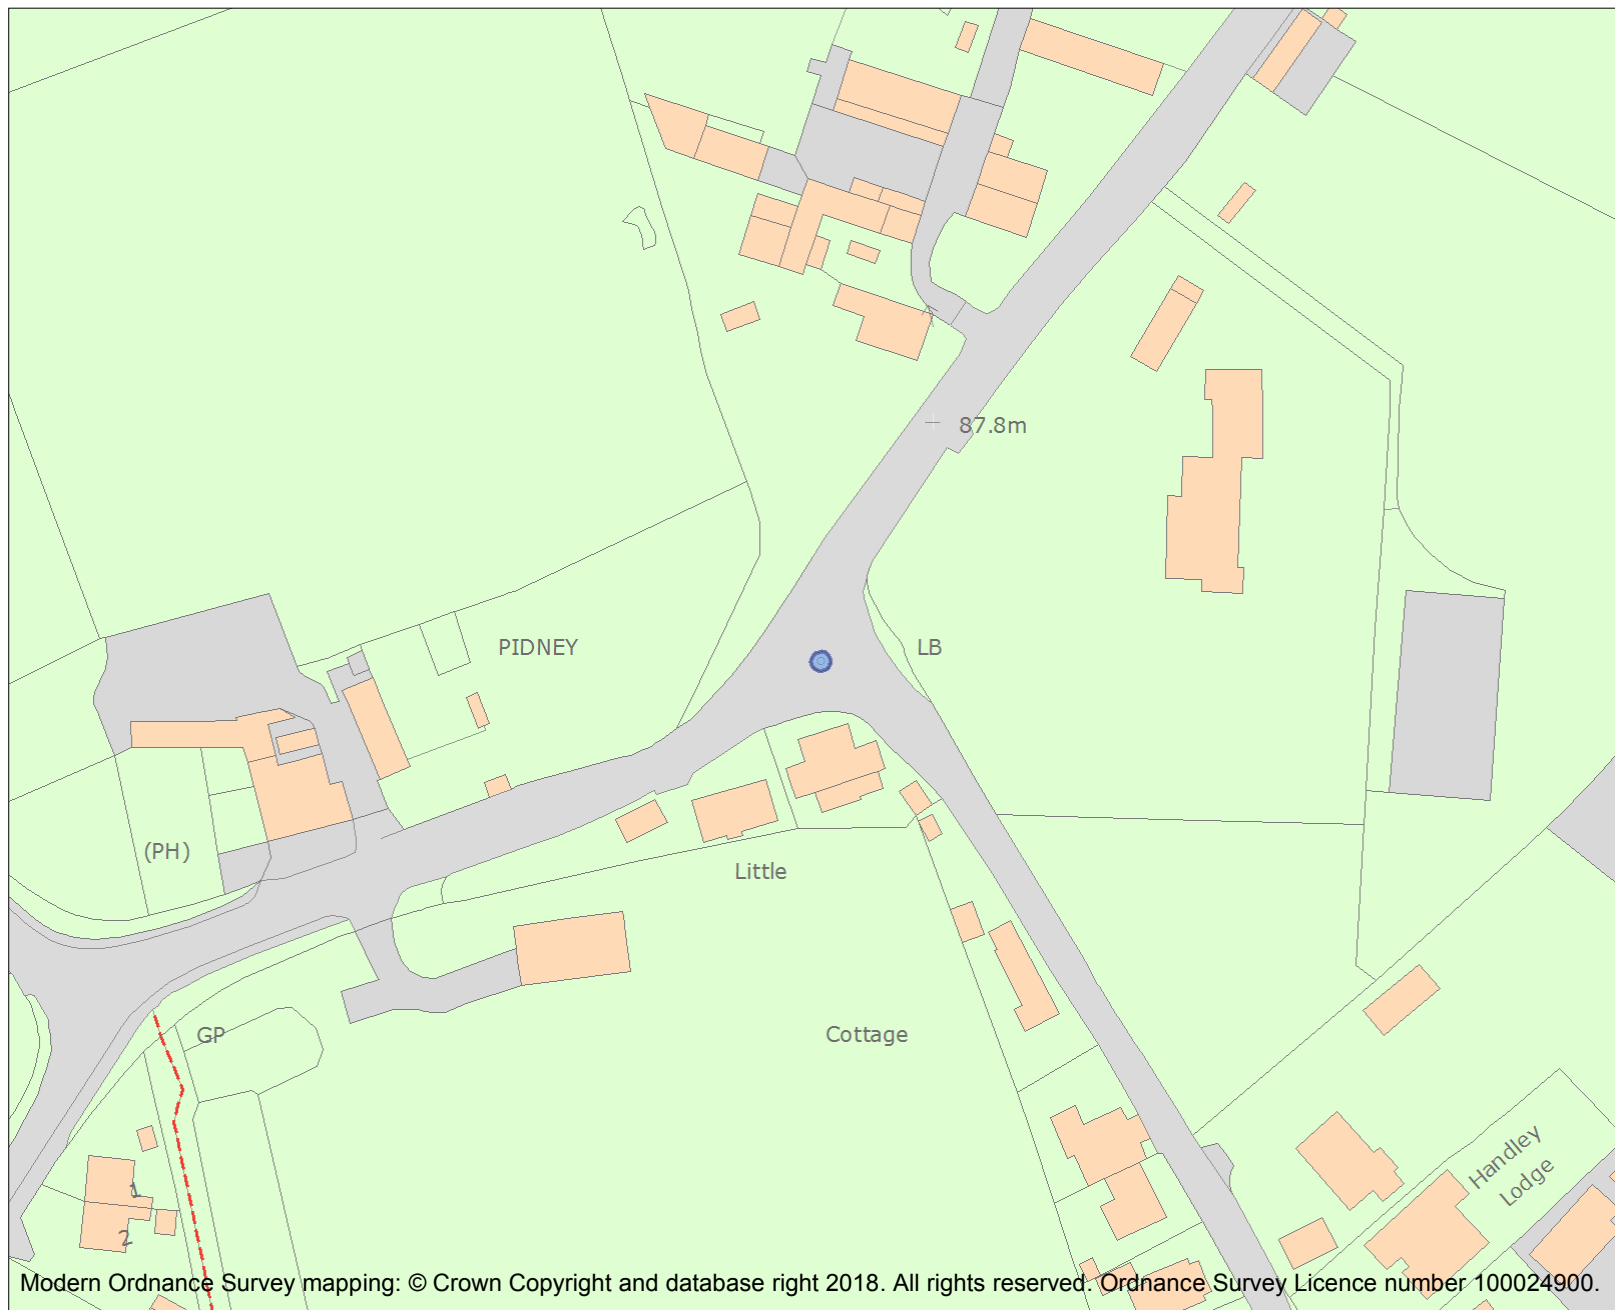 87.8m
PIDNEY
LB
(PH)
Little
GP
Cottage
1
2
Handley
Lodge
Modern Ordnance Survey mapping: © Crown Copyright and database right 2018. All rights reserved. Ordnance Survey Licence number 100024900.